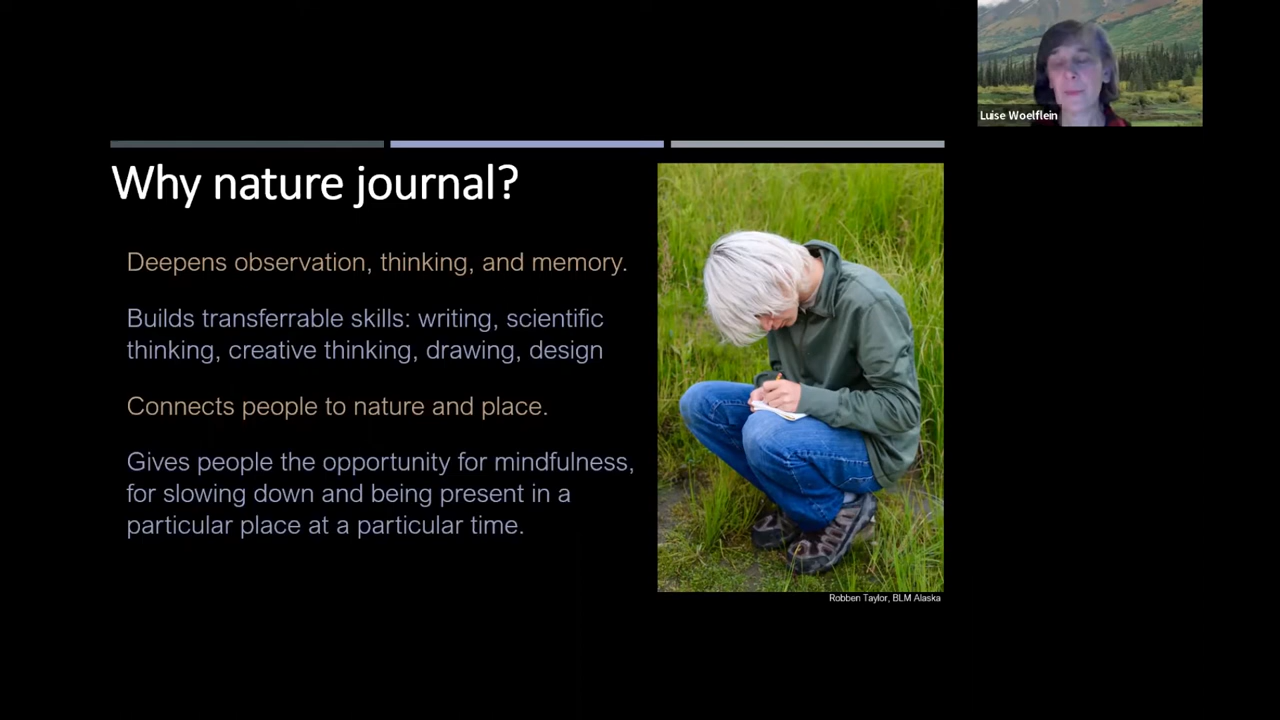 Luise Woelflein
Why nature journal?
Deepens observation, thinking, and memory.
Builds transferrable skills: writing, scientific
thinking, creative thinking, drawing, design
Connects people to nature and place.
Gives people the opportunity for mindfulness,
for slowing down and being present in a
particular place at a particular time.
Robben Taylor, BLM Alaska